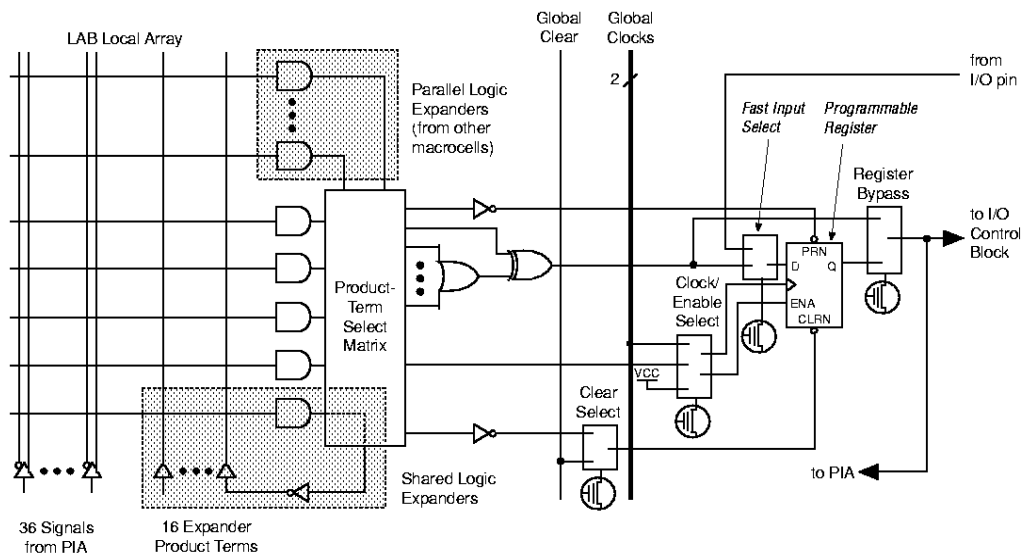 LAB Local Array
Global
Clear
Global
Clocks
2
from
I/O pin
Parallel Logic
Expanders
(from other
macrocells)
Fast Input
Select
Programmable
Register
Register
Bypass
to I/O
Control
Block
PRN
D
Q
ENA
CLRN
Clock/
Enable
Select
Product-
Term
Select
Matrix
VCC
Clear
Select
to PIA
Shared Logic
Expanders
36 Signals
from PIA
16 Expander
Product Terms